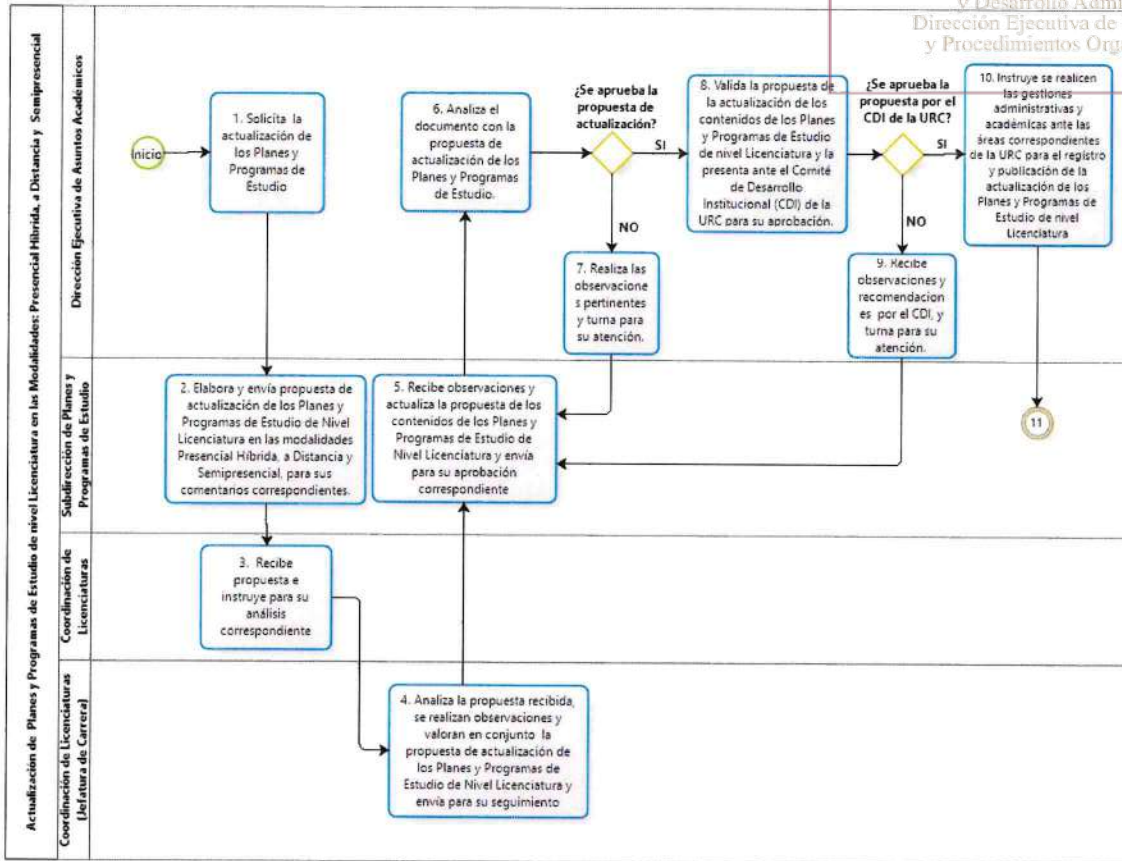 y Desarrollo Admi
Dirección Ejecutiva de
y Procedimientos Org
Actualización de Planes y Programas de Estudio de nivel Licenciatura en las Modalidades: Presencial Híbrida, a Distancia y Semipresencial
Dirección Ejecutiva de Asuntos Académicos
Inicio
1. Solicita la
actualización de
los Planes y
Programas de
Estudio
6. Analiza el
documento con la
propuesta de
actualización de los
Planes y Programas
de Estudio.
¿Se aprueba la
propuesta de
actualización?
SI
NO
7. Realiza las
observacione
s pertinentes
y turna para
su atención.
8. Valida la propuesta de
la actualización de los
contenidos de los Planes
y Programas de Estudio
de nivel Licenciatura y la
presenta ante el Comité
de Desarrollo
Institucional (CDI) de la
URC para su aprobación.
¿Se aprueba la
propuesta por el
CDI de la URC?
SI
NO
9. Recibe
observaciones y
recomendacion
es por el CDI, y
turna para su
atención.
10. Instruye se realicen
las gestiones
administrativas y
académicas ante las
áreas correspondientes
de la URC para el registro
y publicación de la
actualización de los
Planes y Programas de
Estudio de nivel
Licenciatura
Subdirección de Planes y
Programas de Estudio
2. Elabora y envía propuesta de
actualización de los Planes y
Programas de Estudio de Nivel
Licenciatura en las modalidades
Presencial Híbrida, a Distancia y
Semipresencial, para sus
comentarios correspondientes.
5. Recibe observaciones y
actualiza la propuesta de los
contenidos de los Planes y
Programas de Estudio de
Nivel Licenciatura y envía
para su aprobación
correspondiente
11
Coordinación de
Licenciaturas
3. Recibe
propuesta e
instruye para su
análisis
correspondiente
Coordinación de Licenciaturas
(Jefatura de Carrera)
4. Analiza la propuesta recibida,
se realizan observaciones y
valoran en conjunto la
propuesta de actualización de
los Planes y Programas de
Estudio de Nivel Licenciatura y
envía para su seguimiento